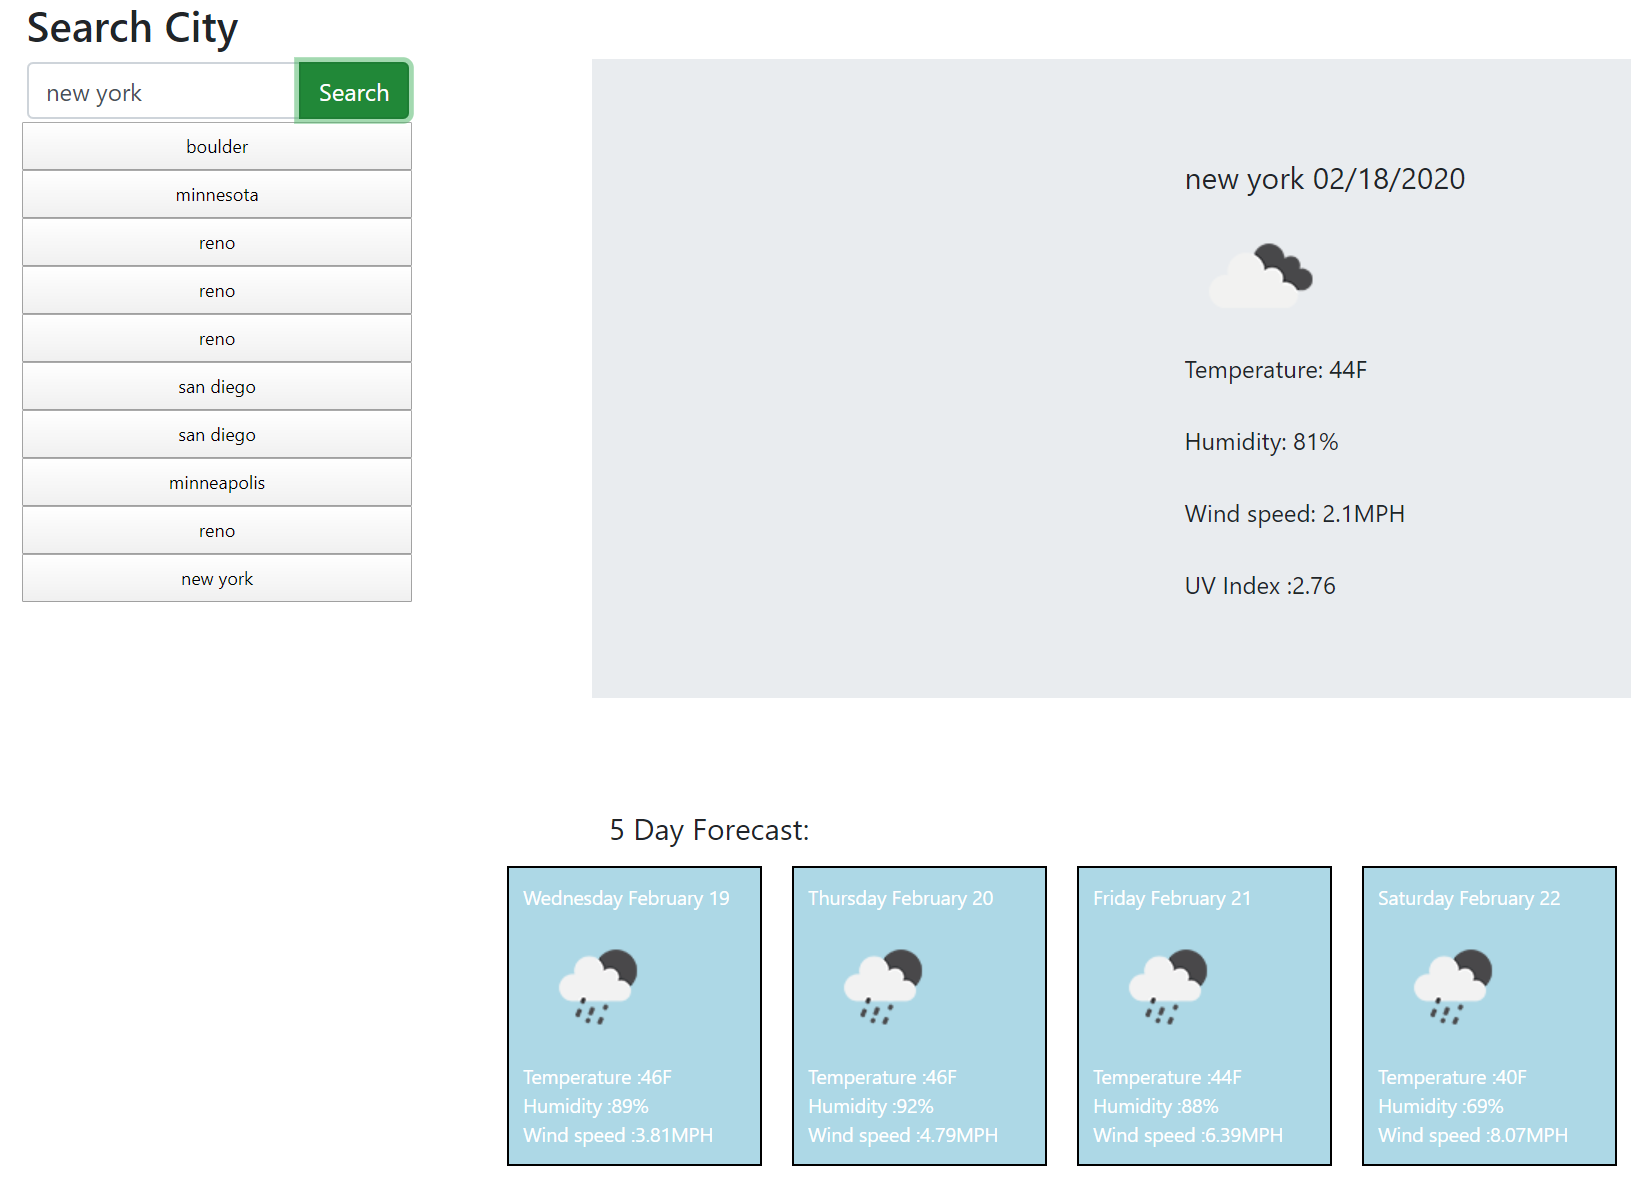 Search City
new york
Search
boulder
minnesota
reno
reno
reno
san diego
san diego
minneapolis
reno
new york
new york 02/18/2020
Temperature: 44F
Humidity: 81%
Wind speed: 2.1MPH
UV Index :2.76
5 Day Forecast:
Wednesday February 19
Temperature :46F
Humidity :89%
Wind speed :3.81MPH
Thursday February 20
Temperature :46F
Humidity :92%
Wind speed :4.79MPH
Friday February 21
Temperature :44F
Humidity :88%
Wind speed :6.39MPH
Saturday February 22
Temperature :40F
Humidity :69%
Wind speed :8.07MPH